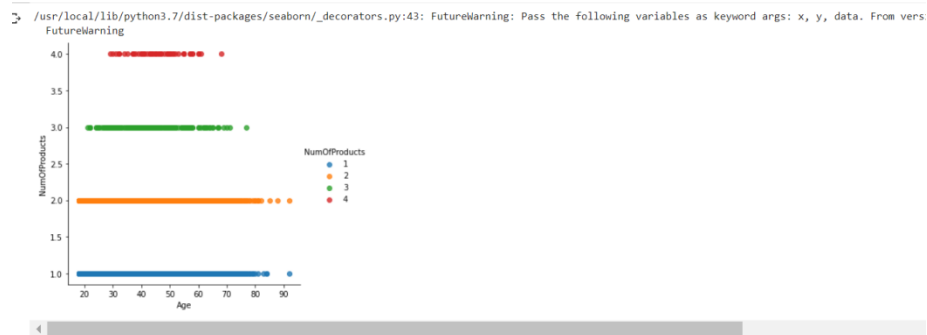 /usr/local/lib/python3.7/dist-packages/seaborn/_decorators.py:43: FutureWarning: Pass the following variables as keyword args: x, y, data. From
FutureWarning
4.0
3.5
3.0
2.5
2.0
1.5
1.0
NumOfProducts
20 30 40 50 60 70 80 90
Age
NumOfProducts
1
2
3
4